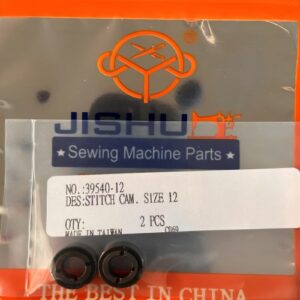 JISHU
★ Sewing Machine Parts ★
NO.:39540-12
DES:STITCH CAM. SIZE 12
QTY: 2 PCS
MADE IN TAIWAN C869
THE BEST IN CHINA